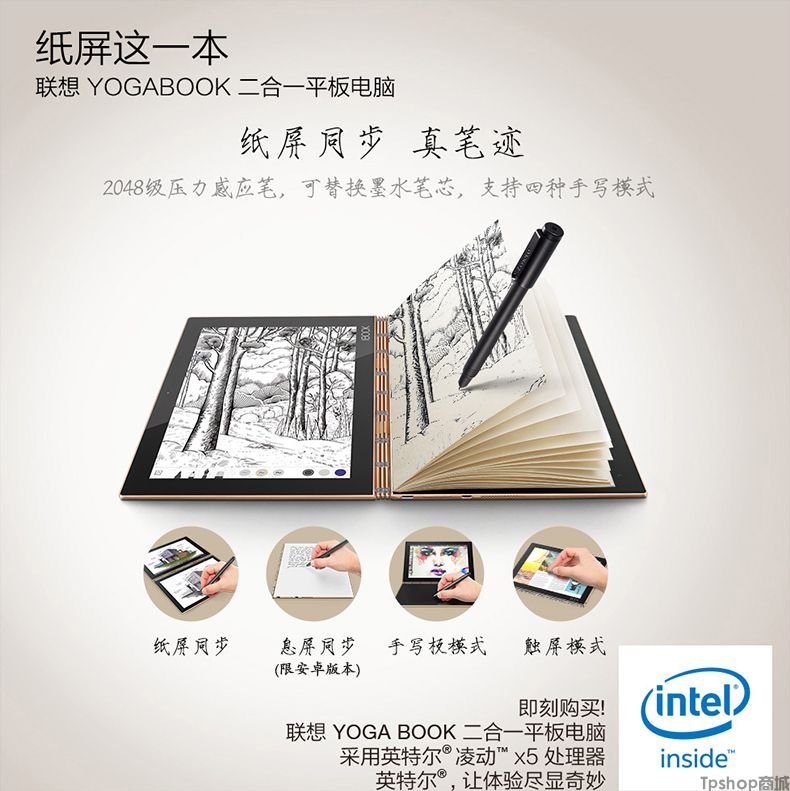 纸屏这一本
联想 YOGABOOK 二合一平板电脑
纸屏同步 真笔迹
2048级压力感应笔，可替换墨水笔芯，支持四种手写模式
BOOK
纸屏同步
息屏同步
(限安卓版本)
手写板模式
触屏模式
即刻购买!
联想 YOGA BOOK 二合一平板电脑
采用英特尔® 凌动™ x5 处理器
英特尔®, 让体验尽显奇妙
intel®
inside™
Tpshop商城